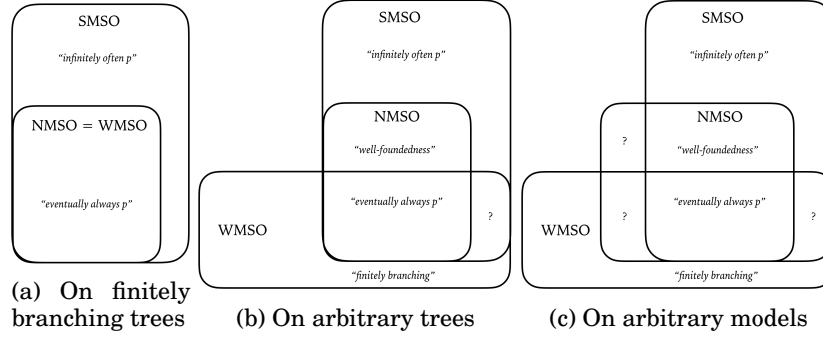 SMSO
“infinitely often p”
NMSO = WMSO
“eventually always p”
(a) On finitely
branching trees
SMSO
“infinitely often p”
NMSO
“well-foundedness”
“eventually always p”
?
WMSO
“finitely branching”
(b) On arbitrary trees
SMSO
“infinitely often p”
NMSO
?
“well-foundedness”
“eventually always p”
?
?
WMSO
“finitely branching”
(c) On arbitrary models